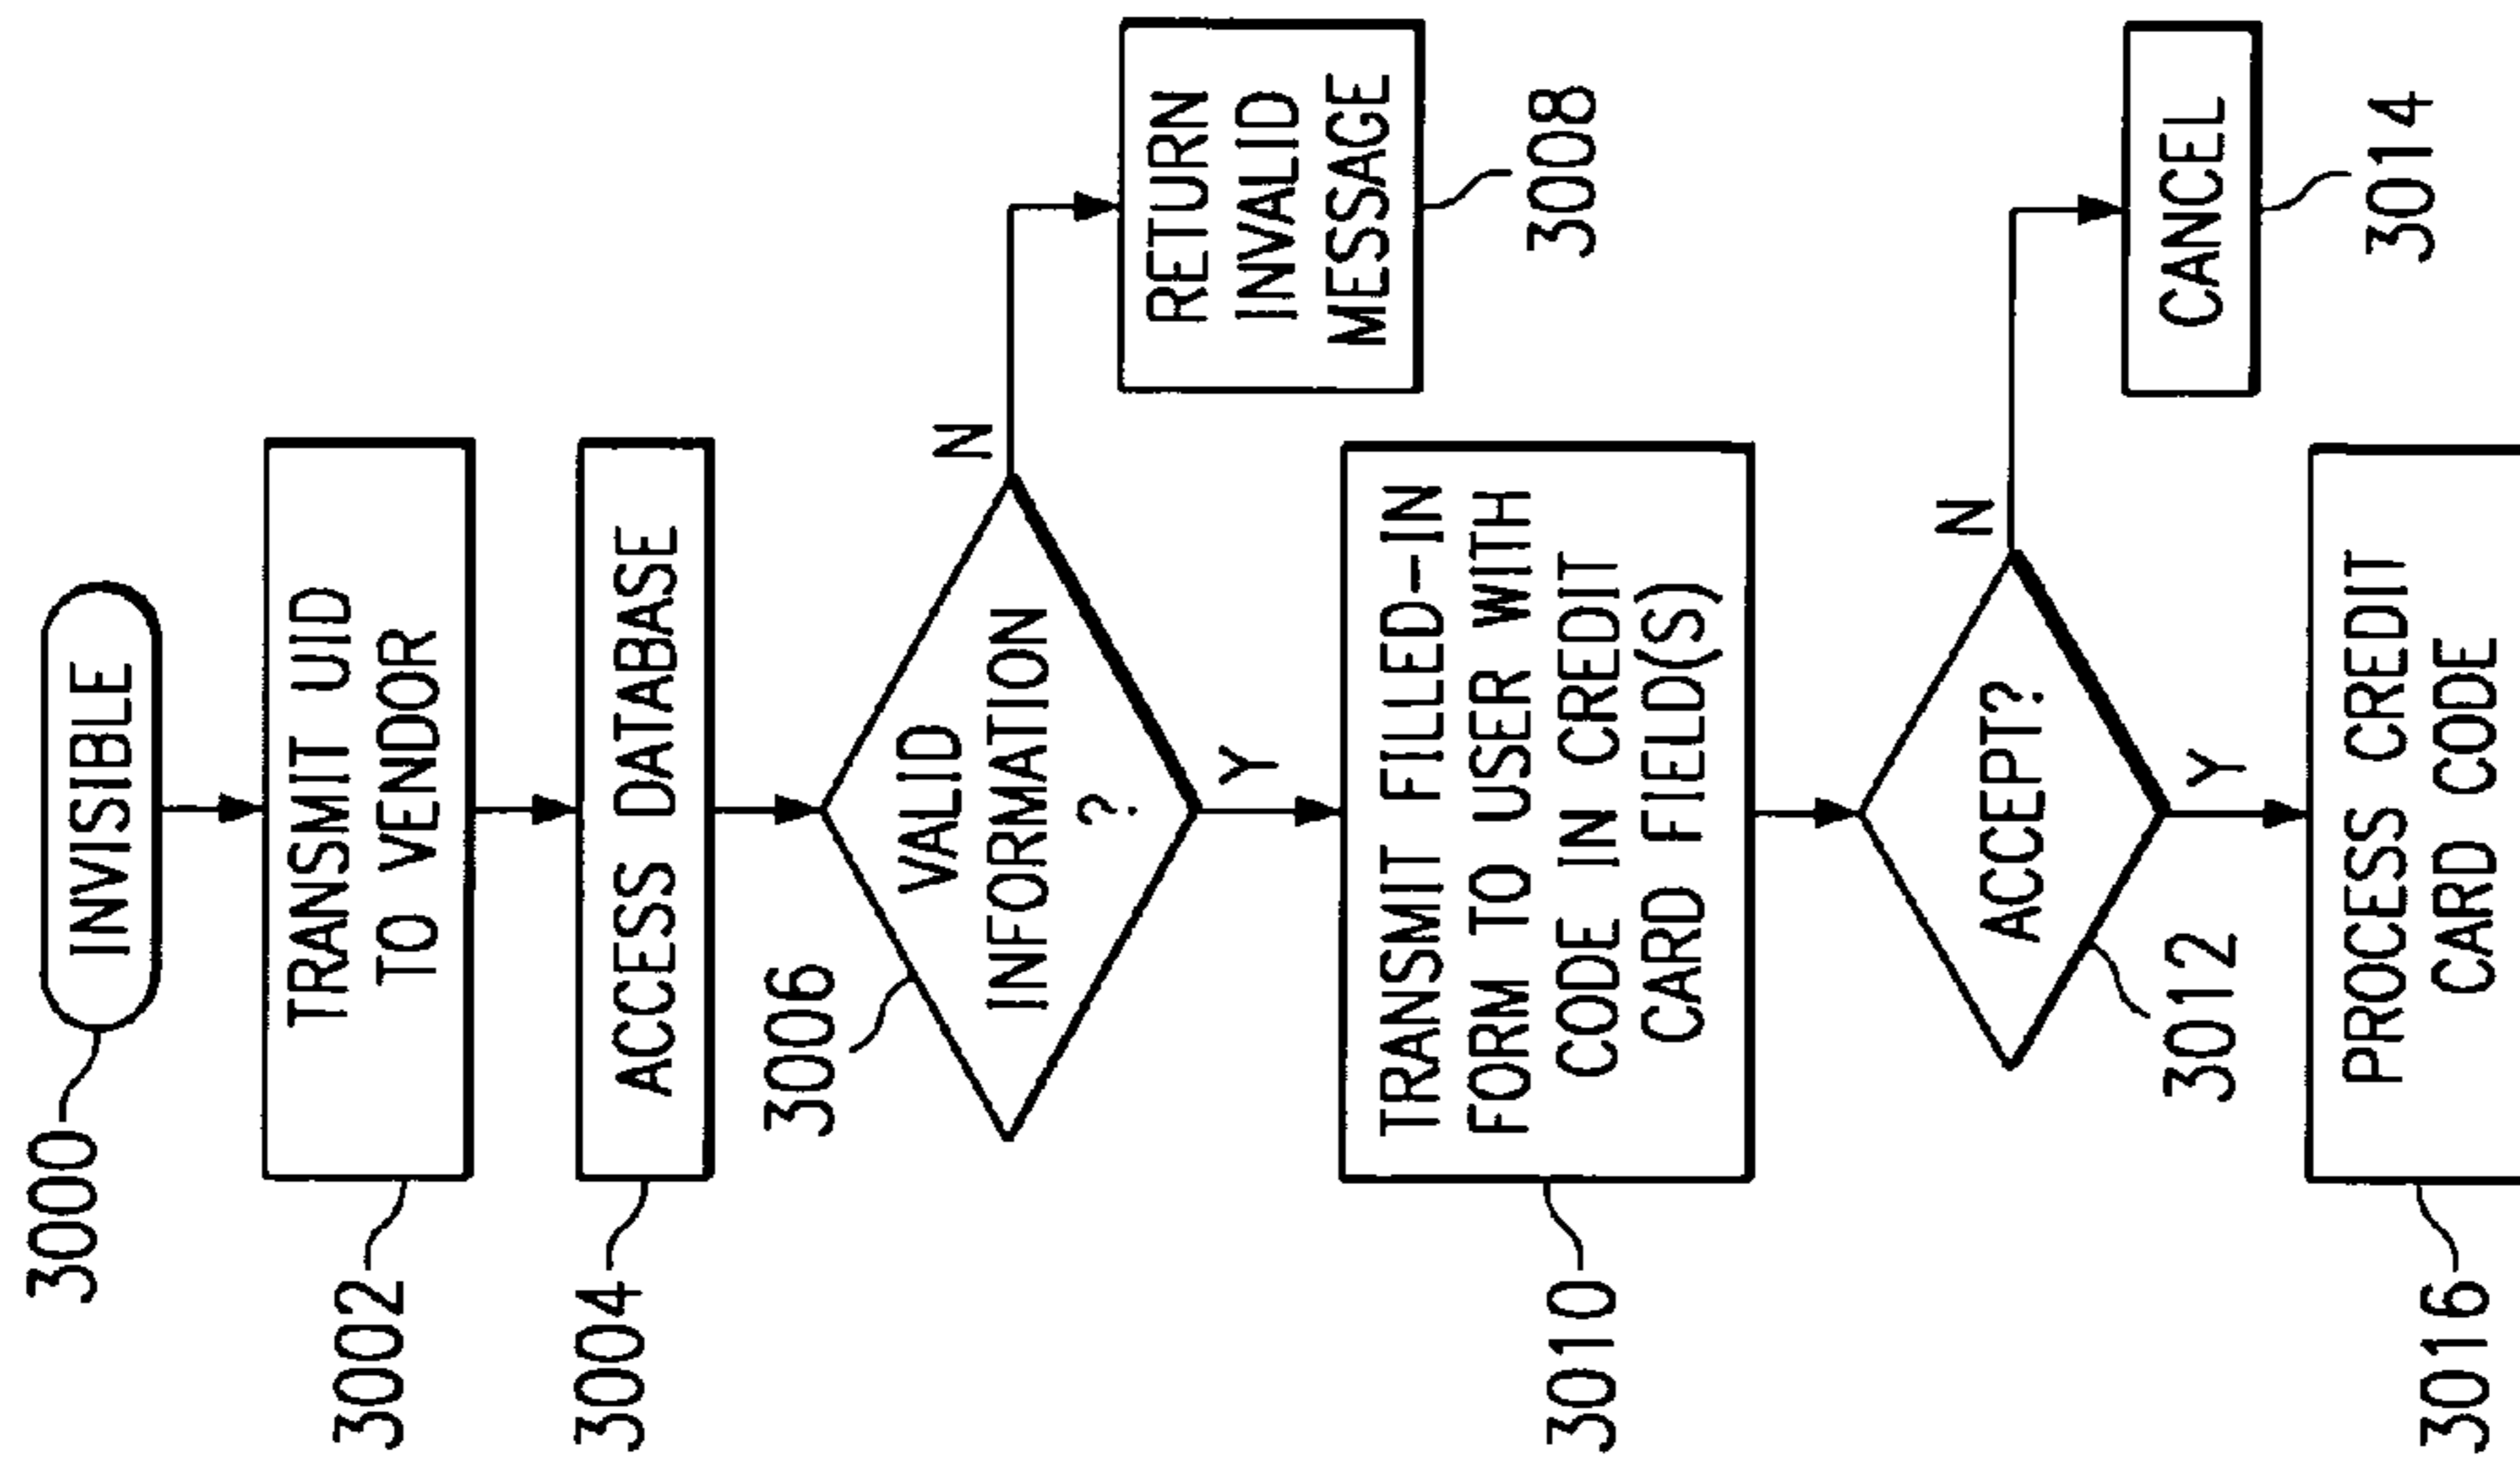 3000
INVISIBLE
3002
TRANSMIT UID
TO VENDOR
3004
ACCESS DATABASE
3006
VALID
INFORMATION
?
N
RETURN
INVALID
MESSAGE
3008
Y
3010
TRANSMIT FILLED-IN
FORM TO USER WITH
CODE IN CREDIT
CARD FIELD(S)
3012
ACCEPT?
N
CANCEL
3014
Y
3016
PROCESS CREDIT
CARD CODE